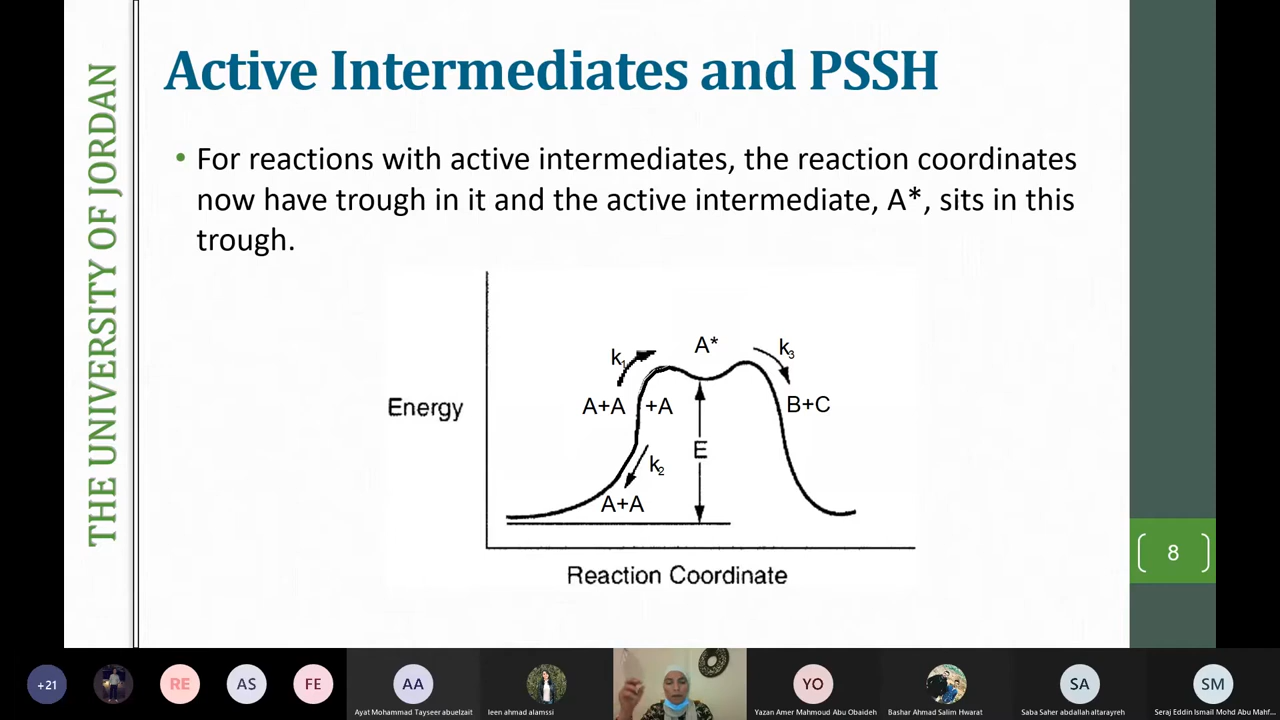 THE UNIVERSITY OF JORDAN
Active Intermediates and PSSH
• For reactions with active intermediates, the reaction coordinates
now have trough in it and the active intermediate, A*, sits in this
trough.
A*
k1
k3
A+A +A
B+C
Energy
E
k2
A+A
Reaction Coordinate
8
+21
RE
AS
FE
AA
YO
SA
SM
Ayat Mohammad Tayseer abuelzait
leen ahmad alamssi
Yazan Amer Mahmoud Abu Obaideh
Bashar Ahmad Salim Hwarat
Saba Saher abdallah altarayreh
Seraj Eddin Ismail Mohd Abu Mahf...